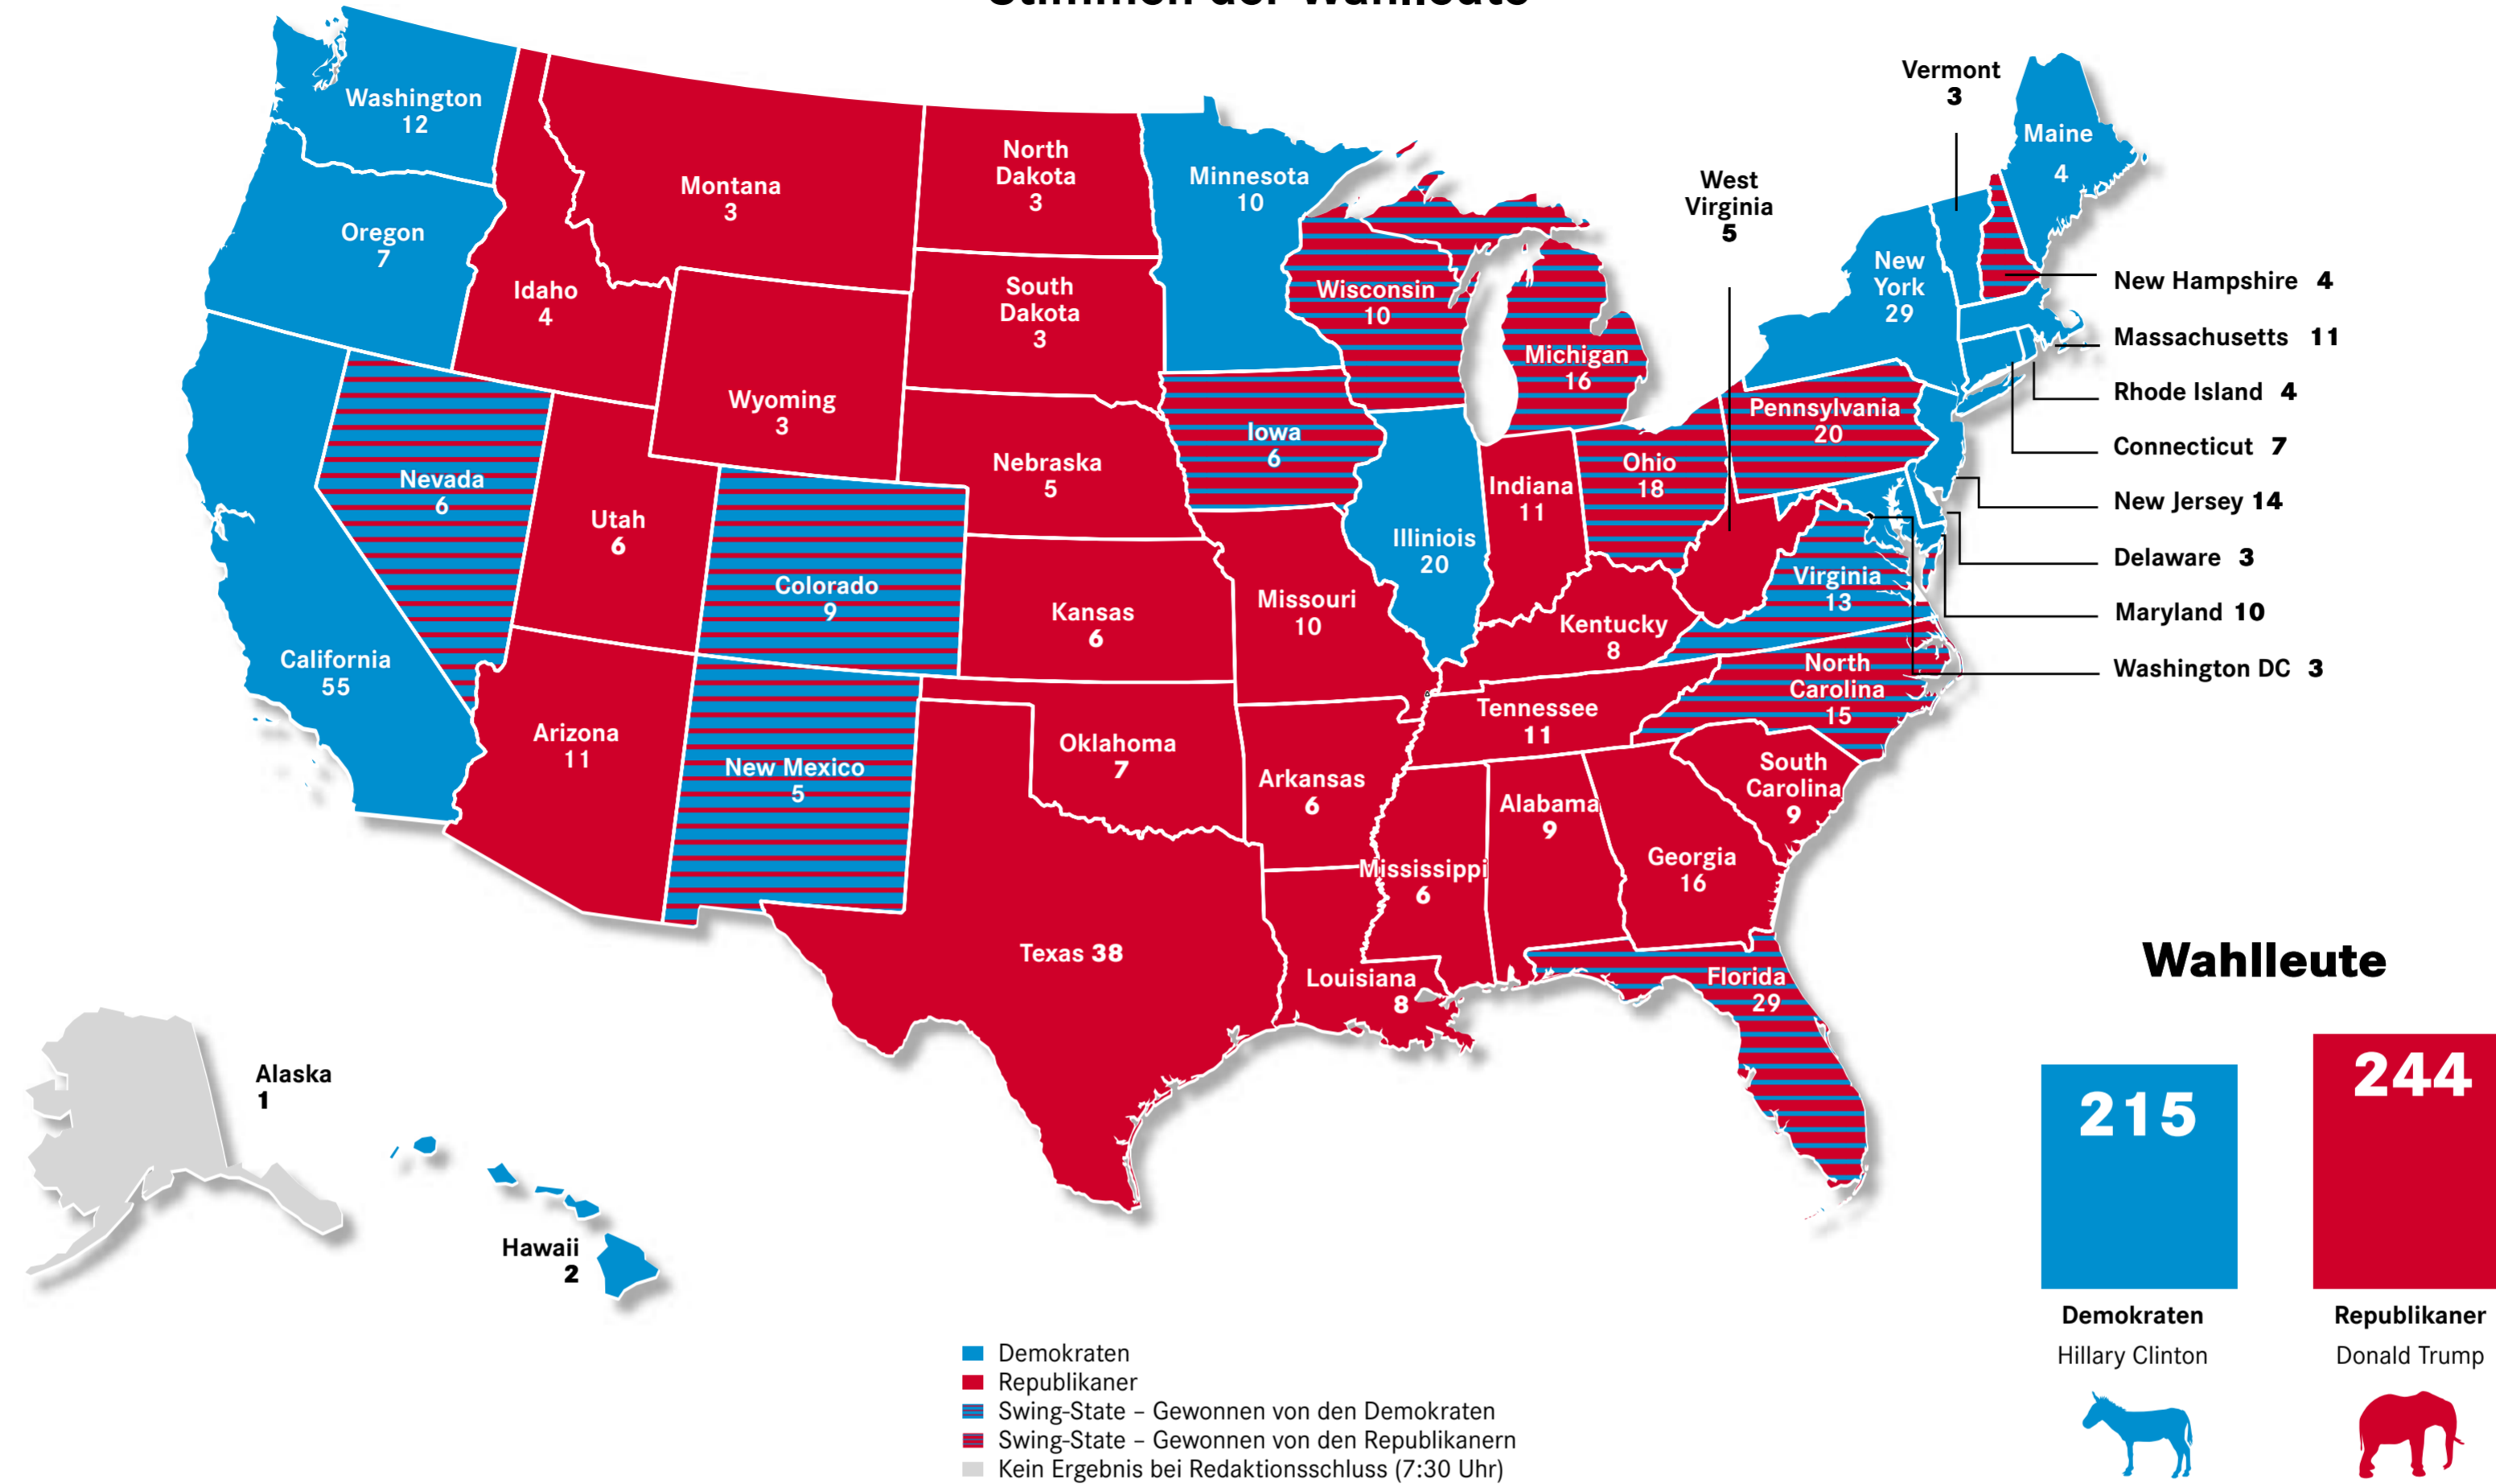 Stimmen der Wahlleute
Washington
12
Oregon
7
California
55
Idaho
4
Nevada
6
Montana
3
Wyoming
3
Utah
6
Colorado
9
Arizona
11
New Mexico
5
North
Dakota
3
South
Dakota
3
Nebraska
5
Kansas
6
Oklahoma
7
Texas 38
Minnesota
10
Iowa
6
Missouri
10
Arkansas
6
Louisiana
8
Wisconsin
10
Illiniois
20
Michigan
16
Indiana
11
Ohio
18
Kentucky
8
Tennessee
11
Mississippi
6
Alabama
9
Georgia
16
Florida
29
South
Carolina
9
North
Carolina
15
Virginia
13
West
Virginia
5
Pennsylvania
20
New
York
29
Vermont
3
Maine
4
New Hampshire 4
Massachusetts 11
Rhode Island 4
Connecticut 7
New Jersey 14
Delaware 3
Maryland 10
Washington DC 3
Alaska
1
Hawaii
2
Wahlleute
215
244
Demokraten
Hillary Clinton
Republikaner
Donald Trump
Demokraten
Republikaner
Swing-State – Gewonnen von den Demokraten
Swing-State – Gewonnen von den Republikanern
Kein Ergebnis bei Redaktionsschluss (7:30 Uhr)